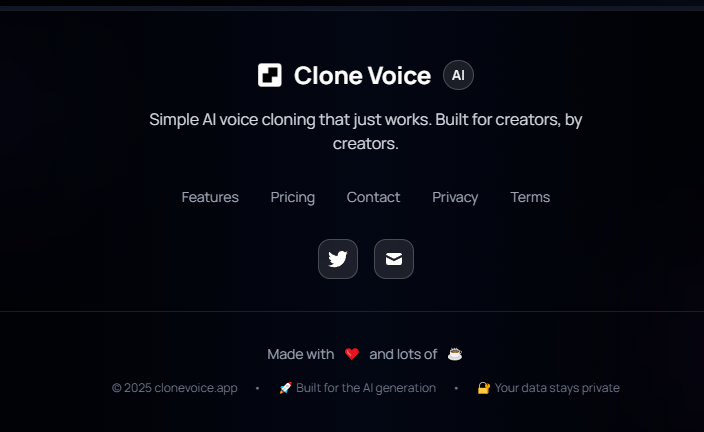 Clone Voice AI
Simple AI voice cloning that just works. Built for creators, by
creators.
Features Pricing Contact Privacy Terms
Made with ❤️ and lots of ☕
© 2025 clonevoice.app • 🚀 Built for the AI generation • 🔐 Your data stays private